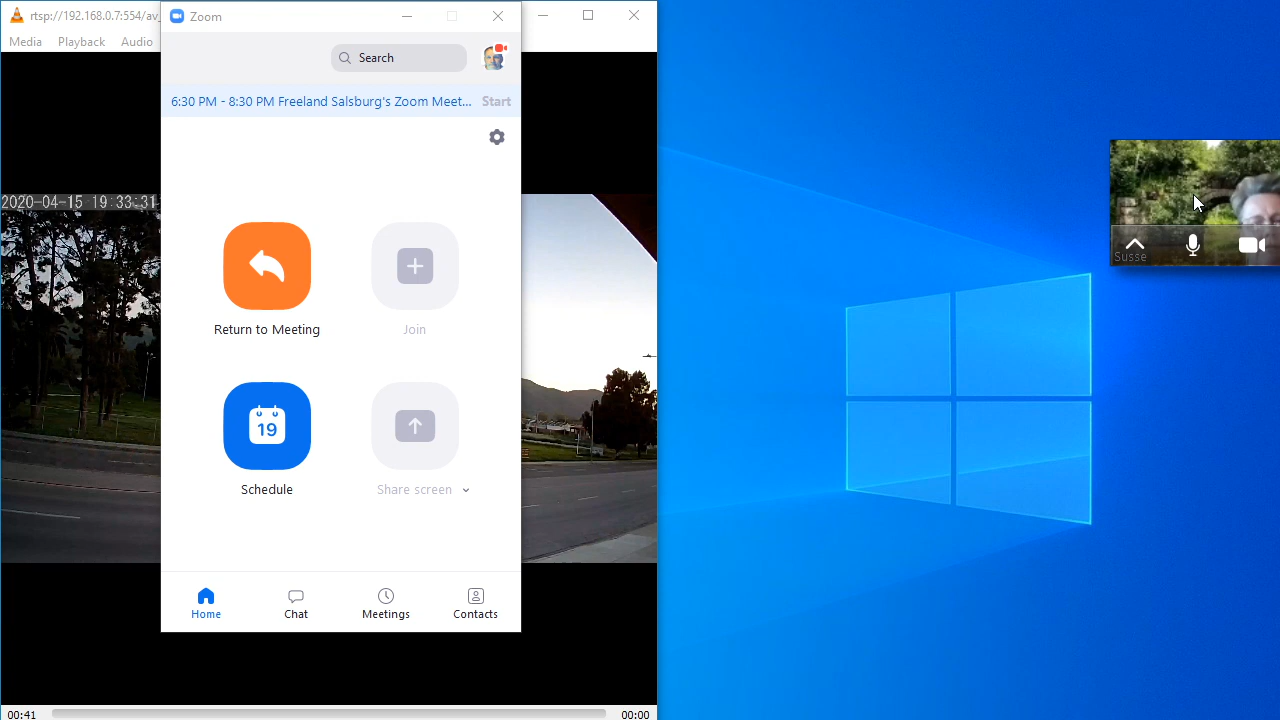 rtsp://192.168.0.7:554/av_
Zoom
Media Playback Audio
Search
6:30 PM - 8:30 PM Freeland Salsburg's Zoom Meet... Start
2020-04-15 19:33:31
Return to Meeting
Join
19
Schedule
Share screen
Home
Chat
Meetings
Contacts
Susse
00:41
00:00